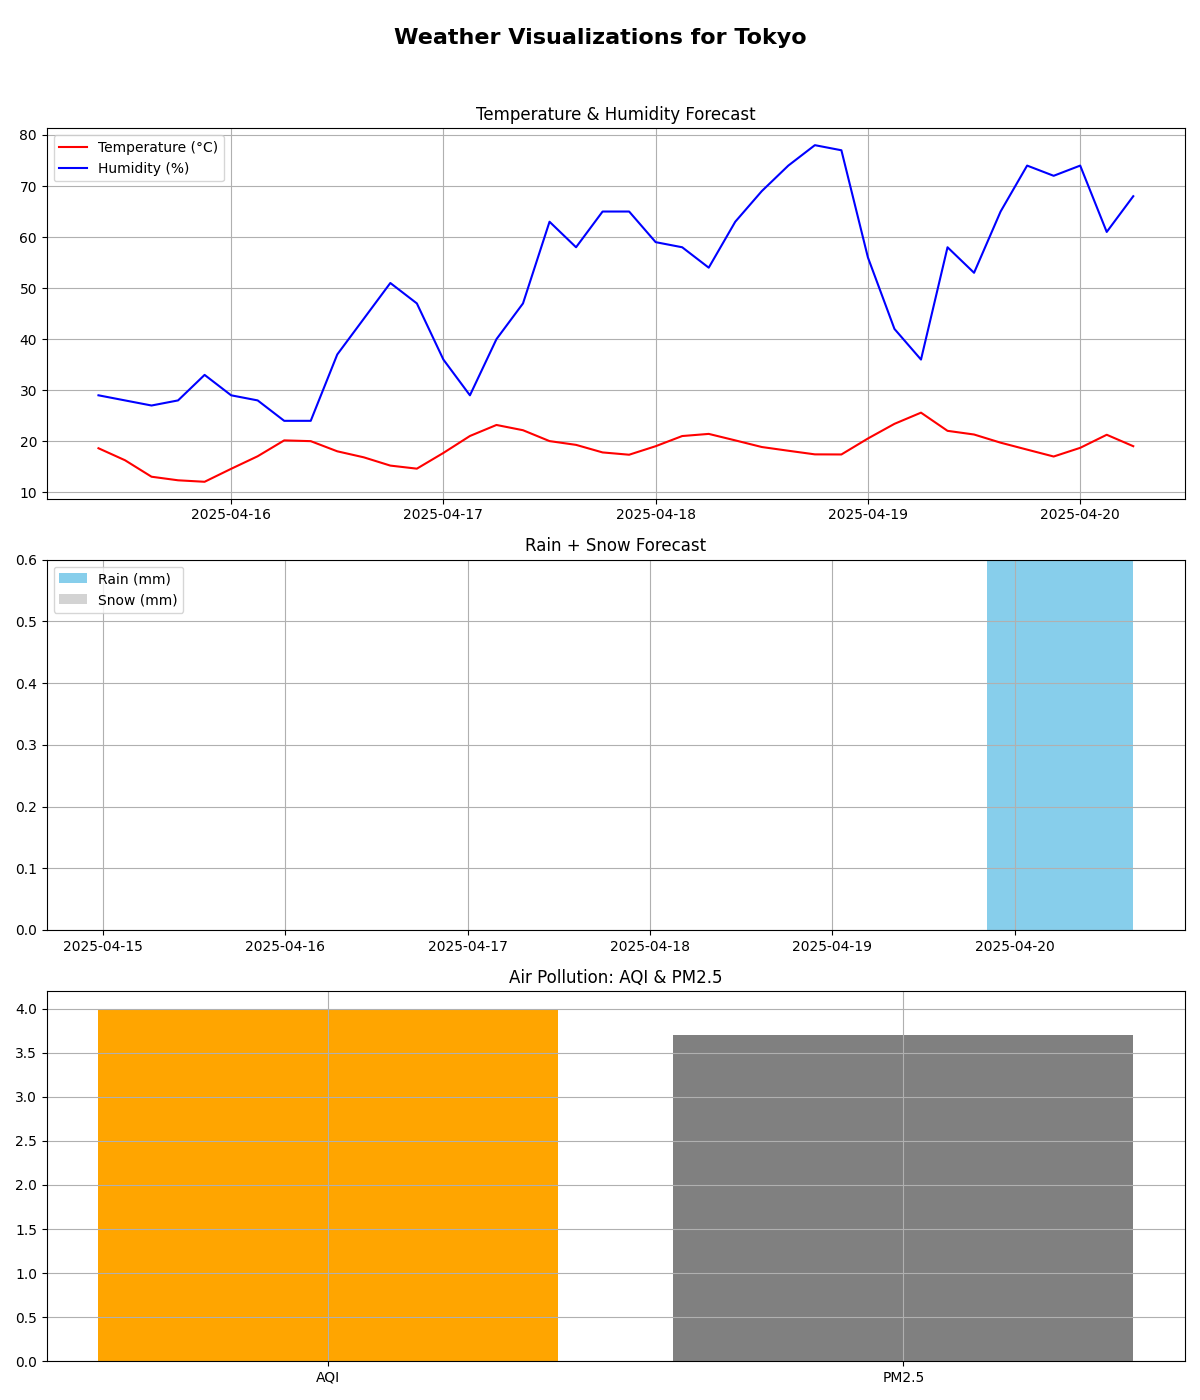 Weather Visualizations for Tokyo
Temperature & Humidity Forecast
Temperature (°C)
Humidity (%)
80
70
60
50
40
30
20
10
2025-04-16 2025-04-17 2025-04-18 2025-04-19 2025-04-20
Rain + Snow Forecast
Rain (mm)
Snow (mm)
0.6
0.5
0.4
0.3
0.2
0.1
0.0
2025-04-15 2025-04-16 2025-04-17 2025-04-18 2025-04-19 2025-04-20
Air Pollution: AQI & PM2.5
4.0
3.5
3.0
2.5
2.0
1.5
1.0
0.5
0.0
AQI PM2.5